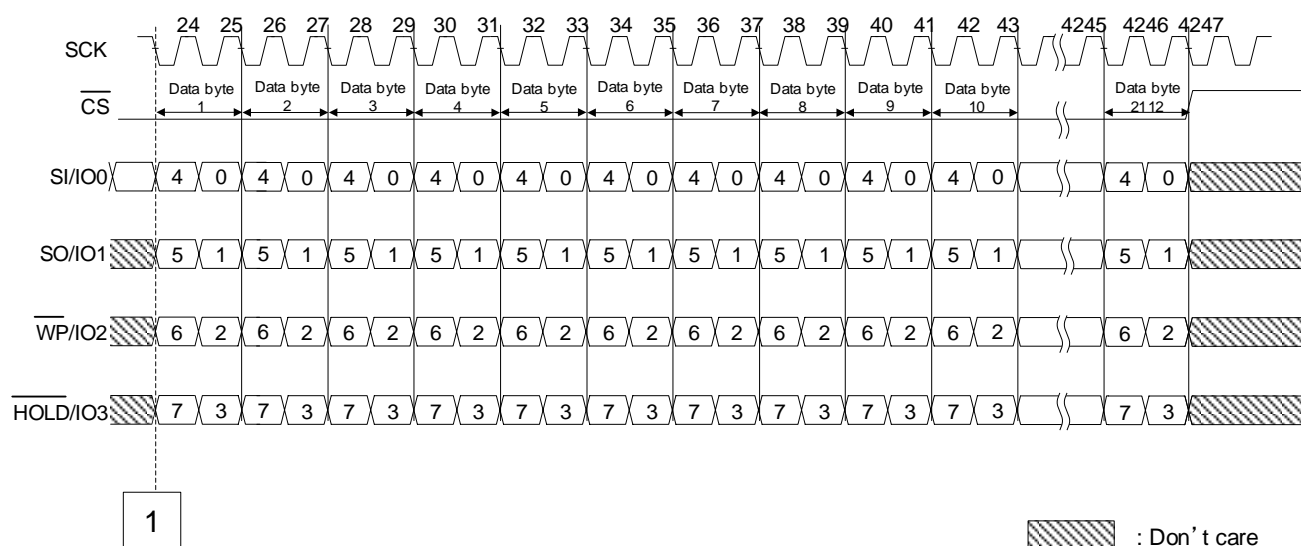 24 25 26 27 28 29 30 31 32 33 34 35 36 37 38 39 40 41 42 43 4245 4246 4247
SCK
Data byte 1 Data byte 2 Data byte 3 Data byte 4 Data byte 5 Data byte 6 Data byte 7 Data byte 8 Data byte 9 Data byte 10 Data byte 2112
CS
SI/IO0 4 0 4 0 4 0 4 0 4 0 4 0 4 0 4 0 4 0 4 0 4 0
SO/IO1 5 1 5 1 5 1 5 1 5 1 5 1 5 1 5 1 5 1 5 1 5 1
WP/IO2 6 2 6 2 6 2 6 2 6 2 6 2 6 2 6 2 6 2 6 2 6 2
HOLD/IO3 7 3 7 3 7 3 7 3 7 3 7 3 7 3 7 3 7 3 7 3 7 3
1
: Don't care